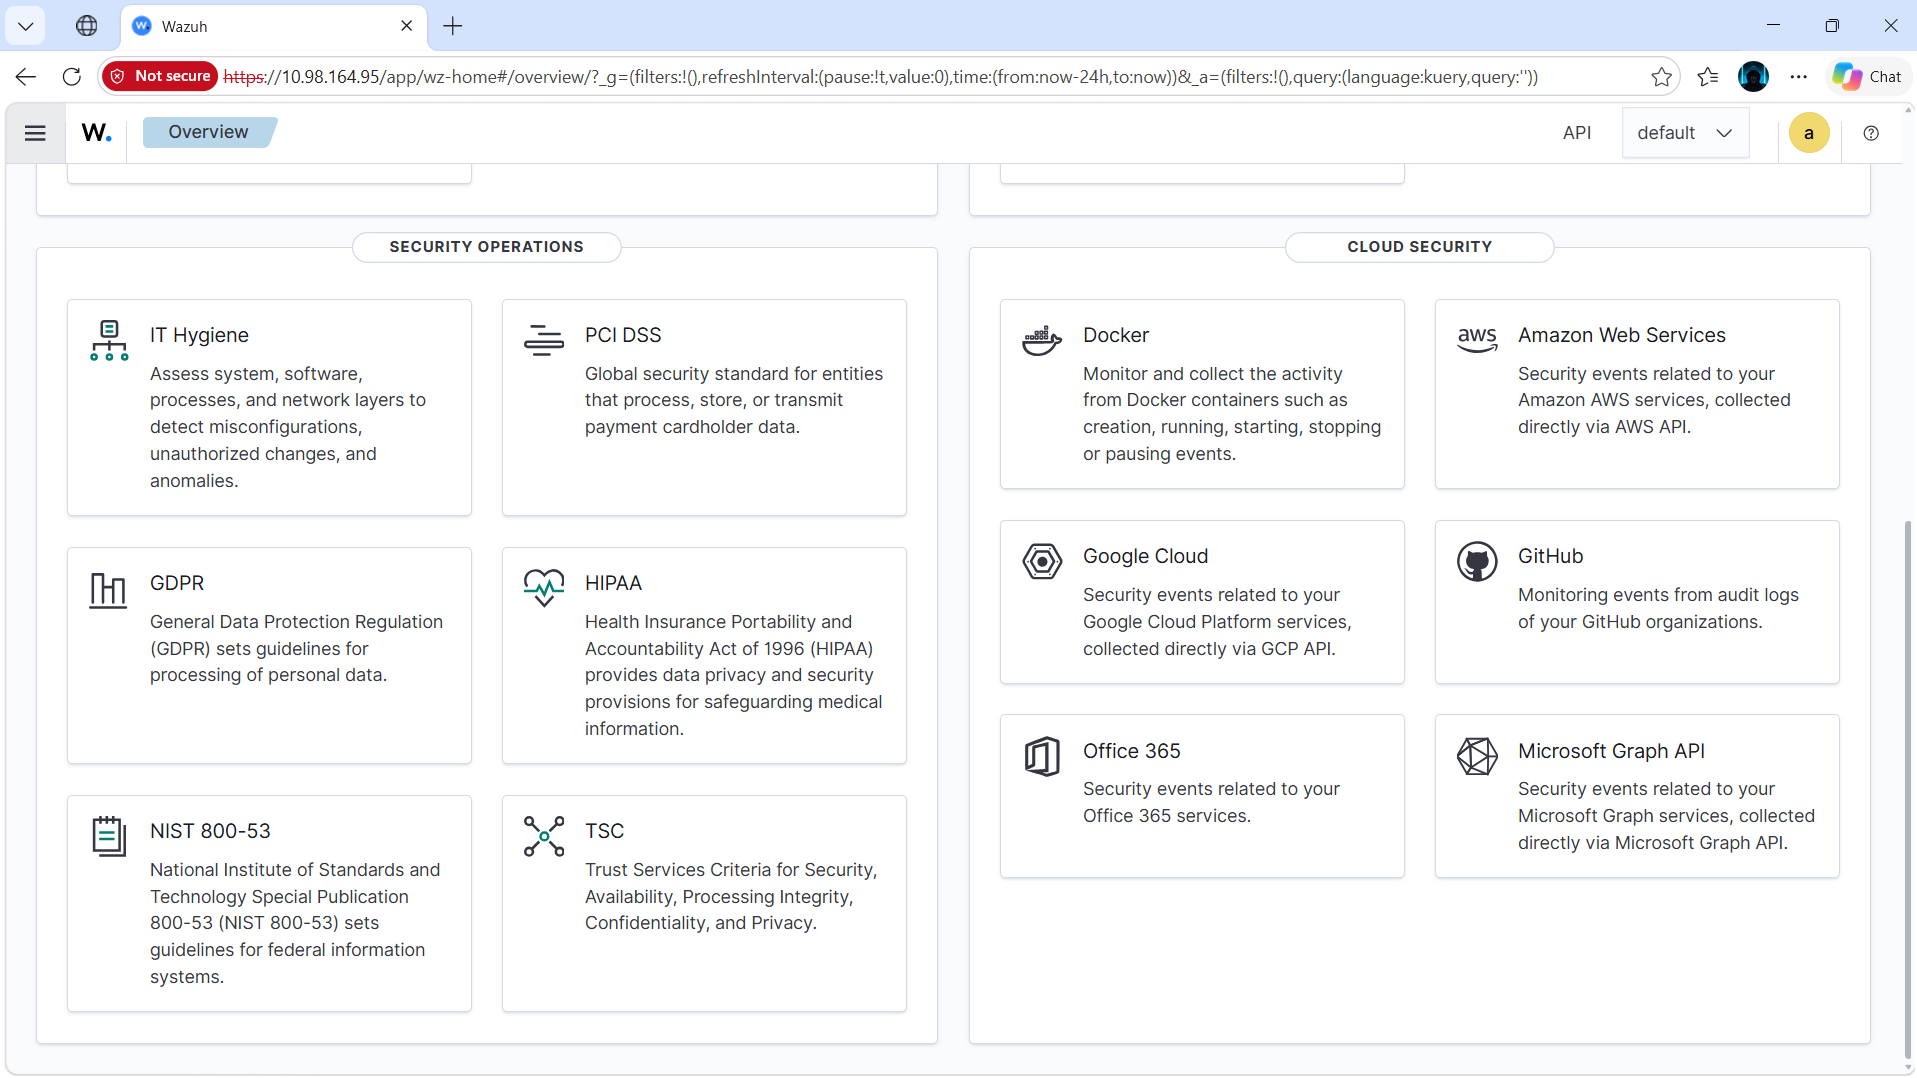 Wazuh
Not secure https://10.98.164.95/app/wz-home#/overview/?_g=(filters:!(),refreshInterval:(pause:!t,value:0),time:(from:now-24h,to:now))&_a=(filters:!(),query:(language:kuery,query:''))
Chat
W.
Overview
API
default
a
SECURITY OPERATIONS
IT Hygiene
Assess system, software,
processes, and network layers to
detect misconfigurations,
unauthorized changes, and
anomalies.
PCI DSS
Global security standard for entities
that process, store, or transmit
payment cardholder data.
GDPR
General Data Protection Regulation
(GDPR) sets guidelines for
processing of personal data.
HIPAA
Health Insurance Portability and
Accountability Act of 1996 (HIPAA)
provides data privacy and security
provisions for safeguarding medical
information.
NIST 800-53
National Institute of Standards and
Technology Special Publication
800-53 (NIST 800-53) sets
guidelines for federal information
systems.
TSC
Trust Services Criteria for Security,
Availability, Processing Integrity,
Confidentiality, and Privacy.
CLOUD SECURITY
Docker
Monitor and collect the activity
from Docker containers such as
creation, running, starting, stopping
or pausing events.
aws
Amazon Web Services
Security events related to your
Amazon AWS services, collected
directly via AWS API.
Google Cloud
Security events related to your
Google Cloud Platform services,
collected directly via GCP API.
GitHub
Monitoring events from audit logs
of your GitHub organizations.
Office 365
Security events related to your
Office 365 services.
Microsoft Graph API
Security events related to your
Microsoft Graph services, collected
directly via Microsoft Graph API.